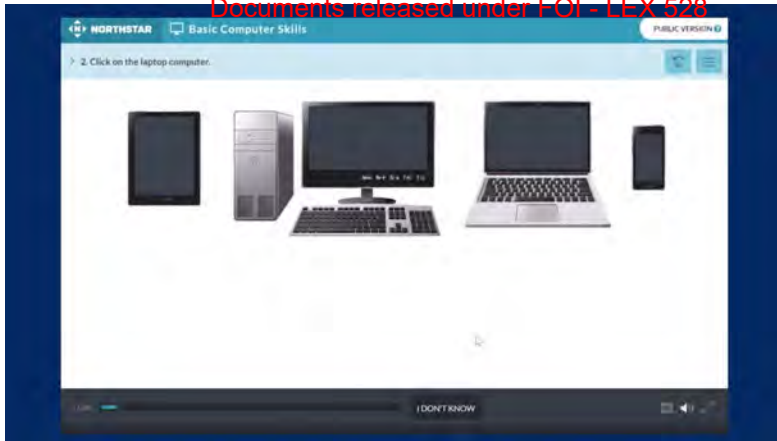 Documents released under FOI - LEX 528
NORTHSTAR Basic Computer Skills
PUBLIC VERSION
2. Click on the laptop computer.
I DON'T KNOW